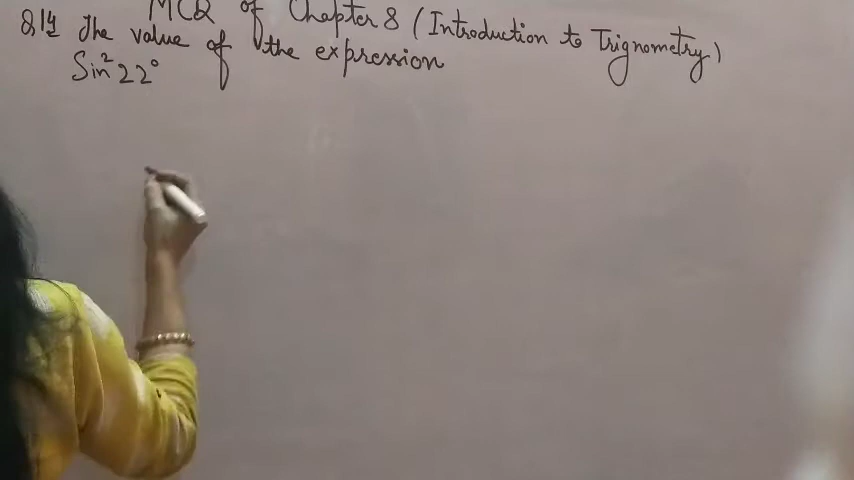 MCQ of Chapter 8 (Introduction to Trignometry)
Q14 The value of the expression
Sin²22°